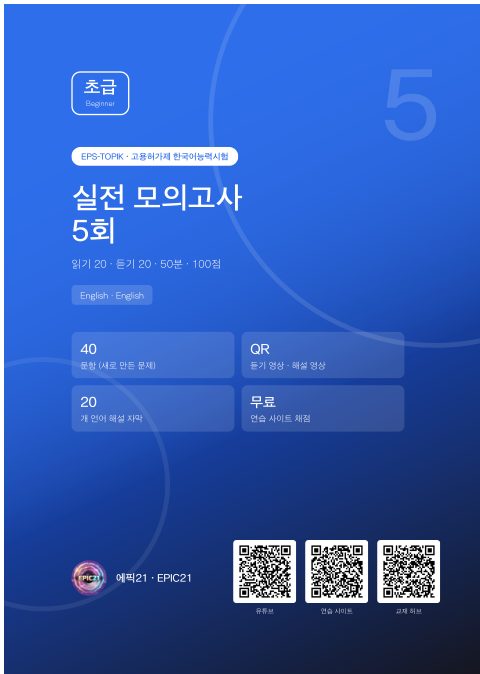 초급
Beginner
5
EPS-TOPIK · 고용허가제 한국어능력시험
실전 모의고사
5회
읽기 20 · 듣기 20 · 50분 · 100점
English · English
40
문항 (새로 만든 문제)
QR
듣기 영상 · 해설 영상
20
개 언어 해설 자막
무료
연습 사이트 채점
EPIC21
에픽21 · EPIC21
유튜브
연습 사이트
교재 허브